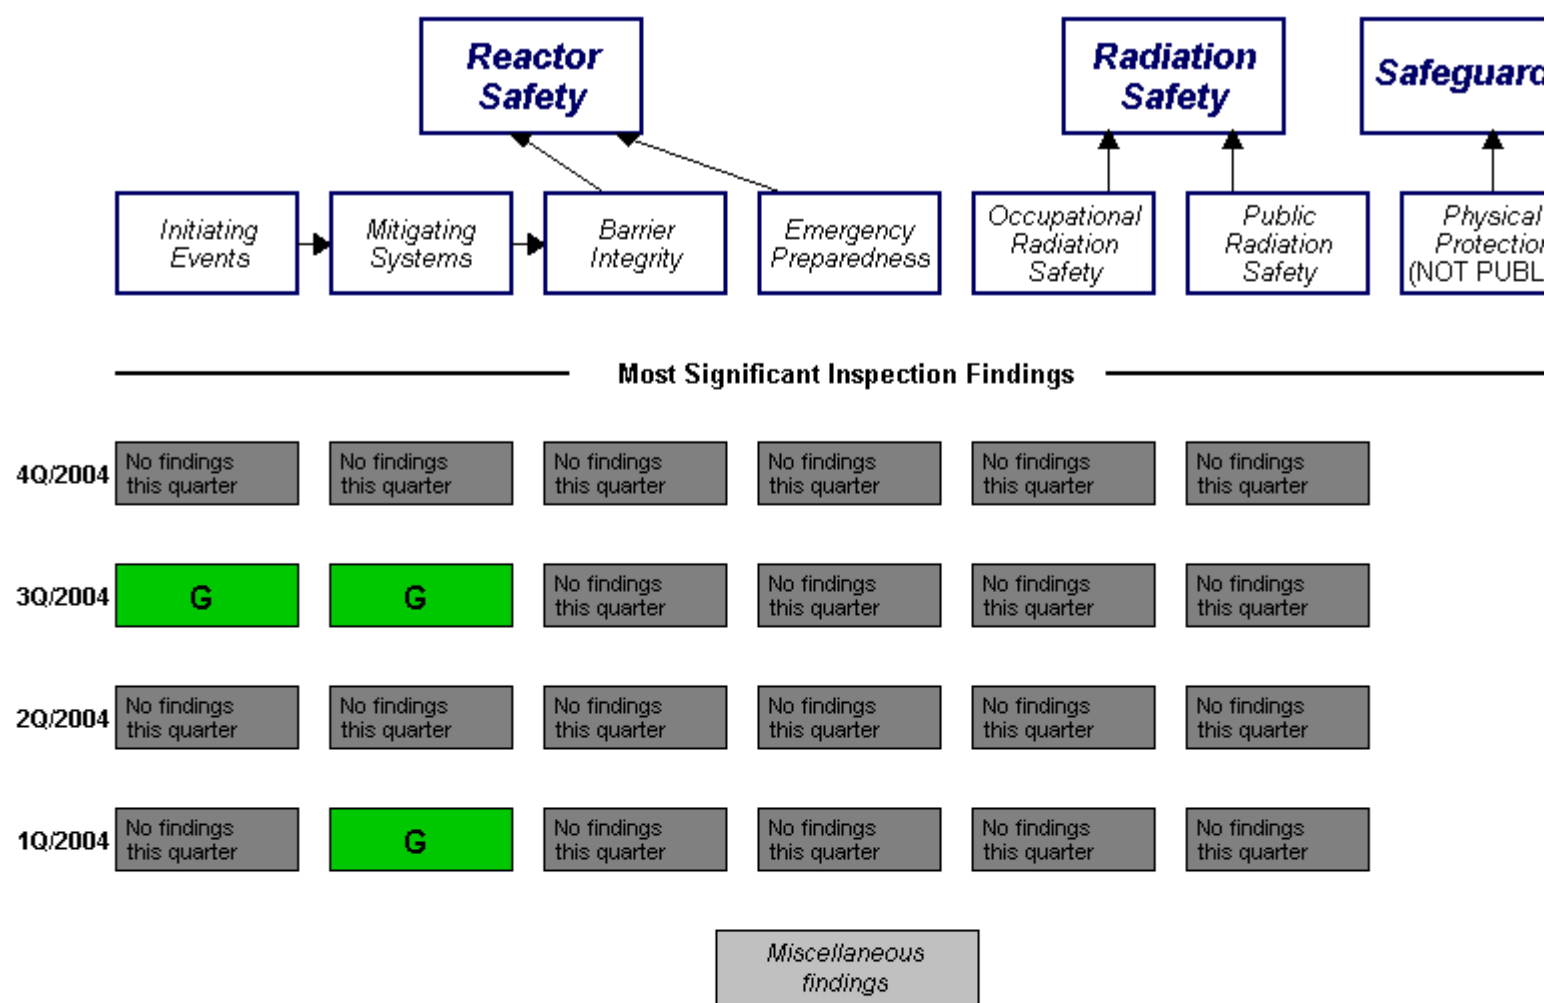 Reactor
Safety
Radiation
Safety
Safeguard
Initiating
Events
Mitigating
Systems
Barrier
Integrity
Emergency
Preparedness
Occupational
Radiation
Safety
Public
Radiation
Safety
Physical
Protection
(NOT PUBL
Most Significant Inspection Findings
4Q/2004
No findings
this quarter
No findings
this quarter
No findings
this quarter
No findings
this quarter
No findings
this quarter
No findings
this quarter
3Q/2004
G
G
No findings
this quarter
No findings
this quarter
No findings
this quarter
No findings
this quarter
2Q/2004
No findings
this quarter
No findings
this quarter
No findings
this quarter
No findings
this quarter
No findings
this quarter
No findings
this quarter
1Q/2004
No findings
this quarter
G
No findings
this quarter
No findings
this quarter
No findings
this quarter
No findings
this quarter
Miscellaneous
findings